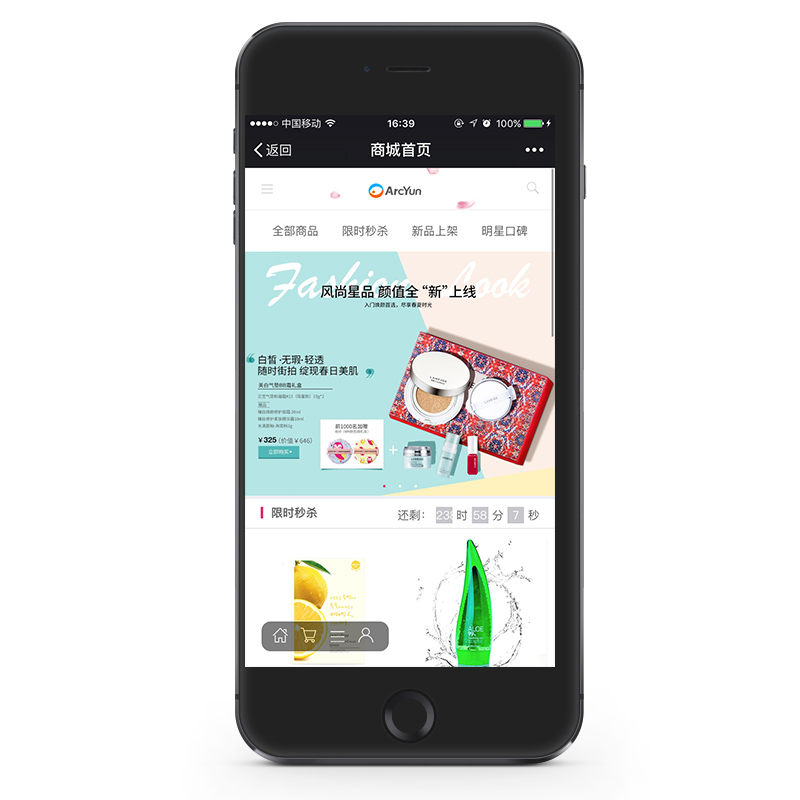 中国移动
16:39
100%
返回
商城首页
ArcYun
全部商品
限时秒杀
新品上架
明星口碑
Fashion Look
风尚星品 颜值全“新”上线
入门焕颜首选,尽享春夏时光
白皙·无瑕·轻透
随时街拍 绽现春日美肌
美白气垫BB霜礼盒
¥325(价值¥646)
立即购买
前1000名加赠
限时秒杀
还剩: 23 时 58 分 7 秒
ALOE